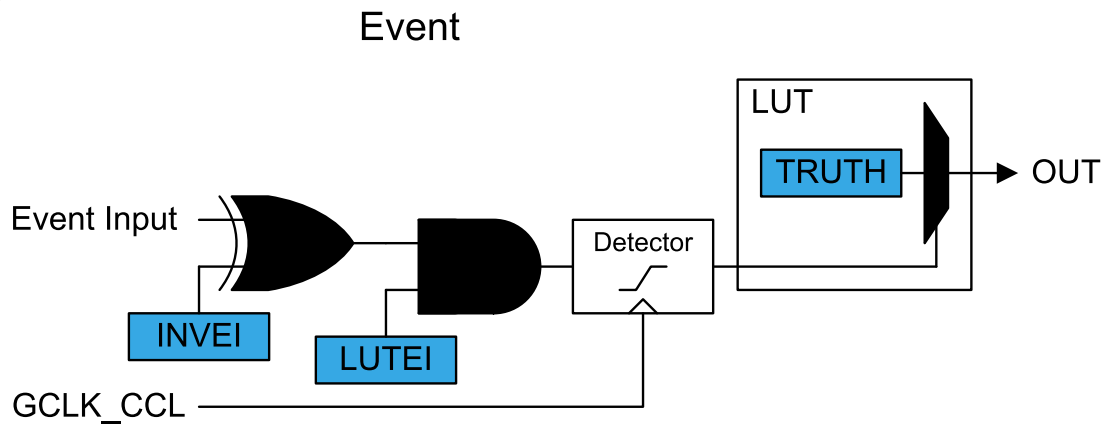 Event
LUT
TRUTH
OUT
Event Input
Detector
INVEI
LUTEI
GCLK_CCL